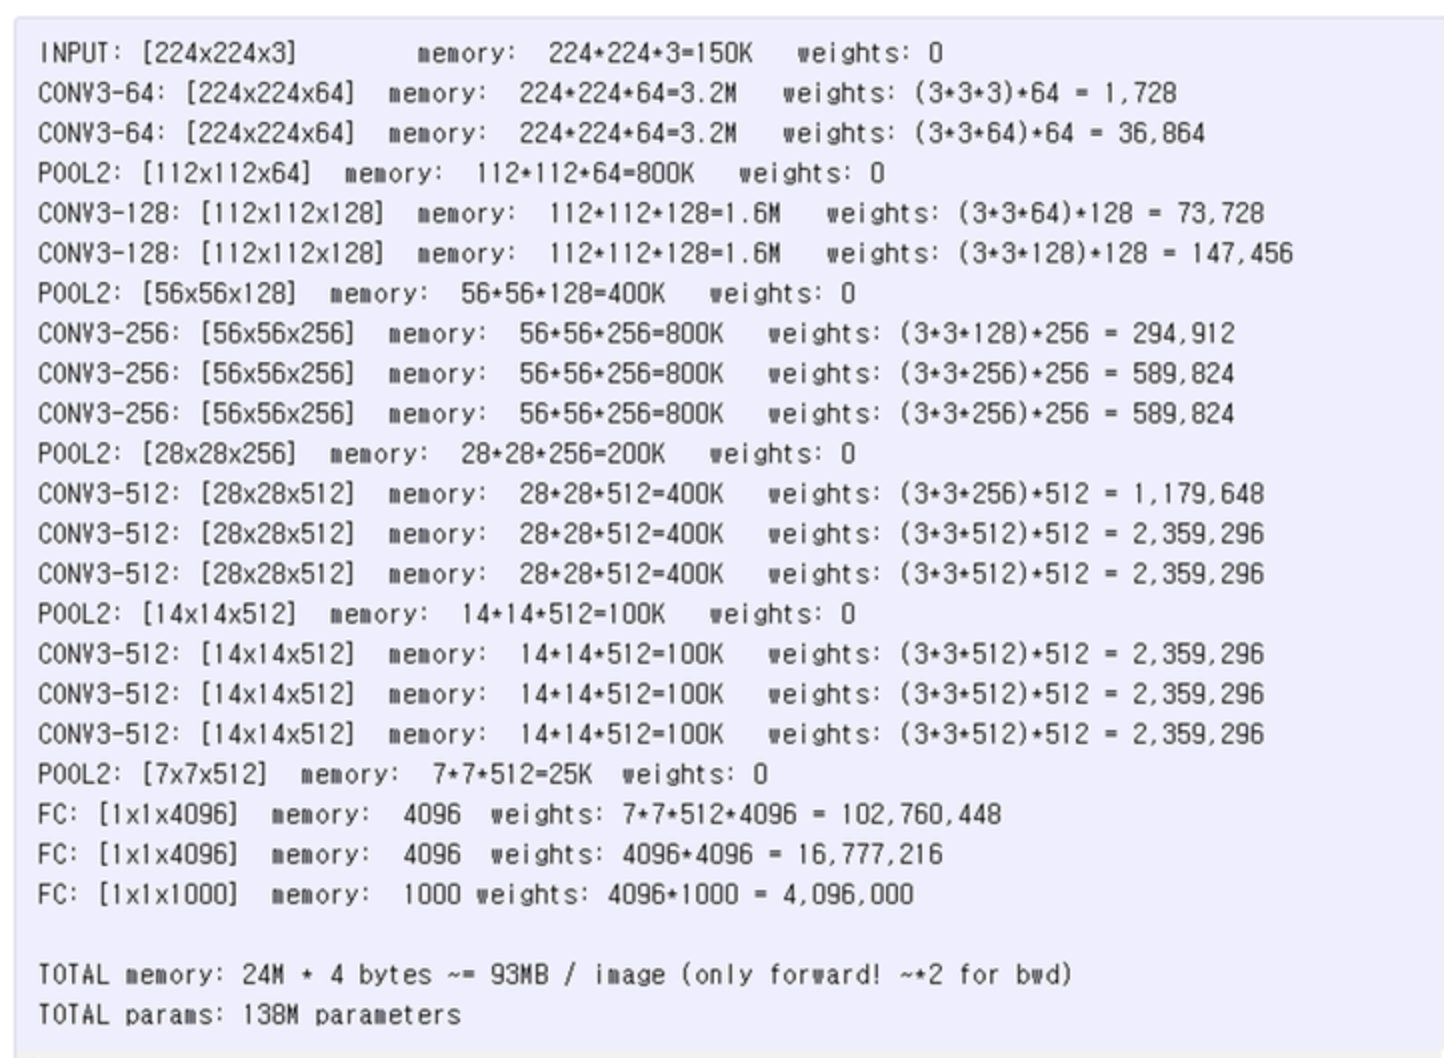 INPUT: [224x224x3] memory: 224*224*3=150K weights: 0
CONV3-64: [224x224x64] memory: 224*224*64=3.2M weights: (3*3*3)*64 = 1,728
CONV3-64: [224x224x64] memory: 224*224*64=3.2M weights: (3*3*64)*64 = 36,864
POOL2: [112x112x64] memory: 112*112*64=800K weights: 0
CONV3-128: [112x112x128] memory: 112*112*128=1.6M weights: (3*3*64)*128 = 73,728
CONV3-128: [112x112x128] memory: 112*112*128=1.6M weights: (3*3*128)*128 = 147,456
POOL2: [56x56x128] memory: 56*56*128=400K weights: 0
CONV3-256: [56x56x256] memory: 56*56*256=800K weights: (3*3*128)*256 = 294,912
CONV3-256: [56x56x256] memory: 56*56*256=800K weights: (3*3*256)*256 = 589,824
CONV3-256: [56x56x256] memory: 56*56*256=800K weights: (3*3*256)*256 = 589,824
POOL2: [28x28x256] memory: 28*28*256=200K weights: 0
CONV3-512: [28x28x512] memory: 28*28*512=400K weights: (3*3*256)*512 = 1,179,648
CONV3-512: [28x28x512] memory: 28*28*512=400K weights: (3*3*512)*512 = 2,359,296
CONV3-512: [28x28x512] memory: 28*28*512=400K weights: (3*3*512)*512 = 2,359,296
POOL2: [14x14x512] memory: 14*14*512=100K weights: 0
CONV3-512: [14x14x512] memory: 14*14*512=100K weights: (3*3*512)*512 = 2,359,296
CONV3-512: [14x14x512] memory: 14*14*512=100K weights: (3*3*512)*512 = 2,359,296
CONV3-512: [14x14x512] memory: 14*14*512=100K weights: (3*3*512)*512 = 2,359,296
POOL2: [7x7x512] memory: 7*7*512=25K weights: 0
FC: [1x1x4096] memory: 4096 weights: 7*7*512*4096 = 102,760,448
FC: [1x1x4096] memory: 4096 weights: 4096*4096 = 16,777,216
FC: [1x1x1000] memory: 1000 weights: 4096*1000 = 4,096,000
TOTAL memory: 24M * 4 bytes ~= 93MB / image (only forward! ~*2 for bwd)
TOTAL params: 138M parameters